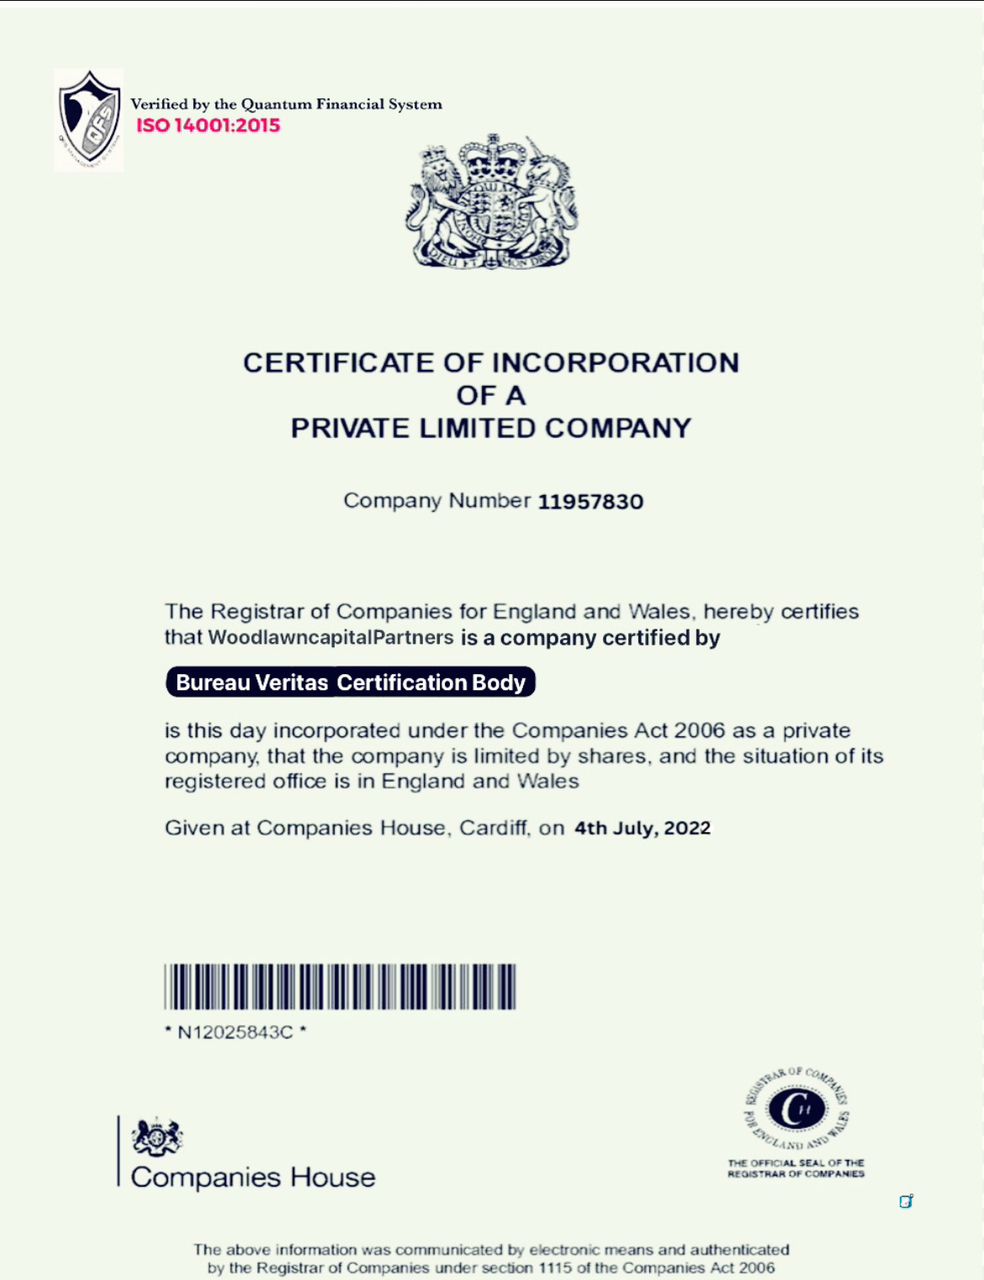 Verified by the Quantum Financial System
ISO 14001:2015
QFS
DIEU ET MON DROIT
CERTIFICATE OF INCORPORATION
OF A
PRIVATE LIMITED COMPANY
Company Number 11957830
The Registrar of Companies for England and Wales, hereby certifies
that WoodlawncapitalPartners is a company certified by
Bureau Veritas Certification Body
is this day incorporated under the Companies Act 2006 as a private
company, that the company is limited by shares, and the situation of its
registered office is in England and Wales
Given at Companies House, Cardiff, on 4th July, 2022
* N12025843C *
Companies House
REGISTRAR OF COMPANIES
FOR ENGLAND AND WALES
CH
THE OFFICIAL SEAL OF THE
REGISTRAR OF COMPANIES
The above information was communicated by electronic means and authenticated
by the Registrar of Companies under section 1115 of the Companies Act 2006